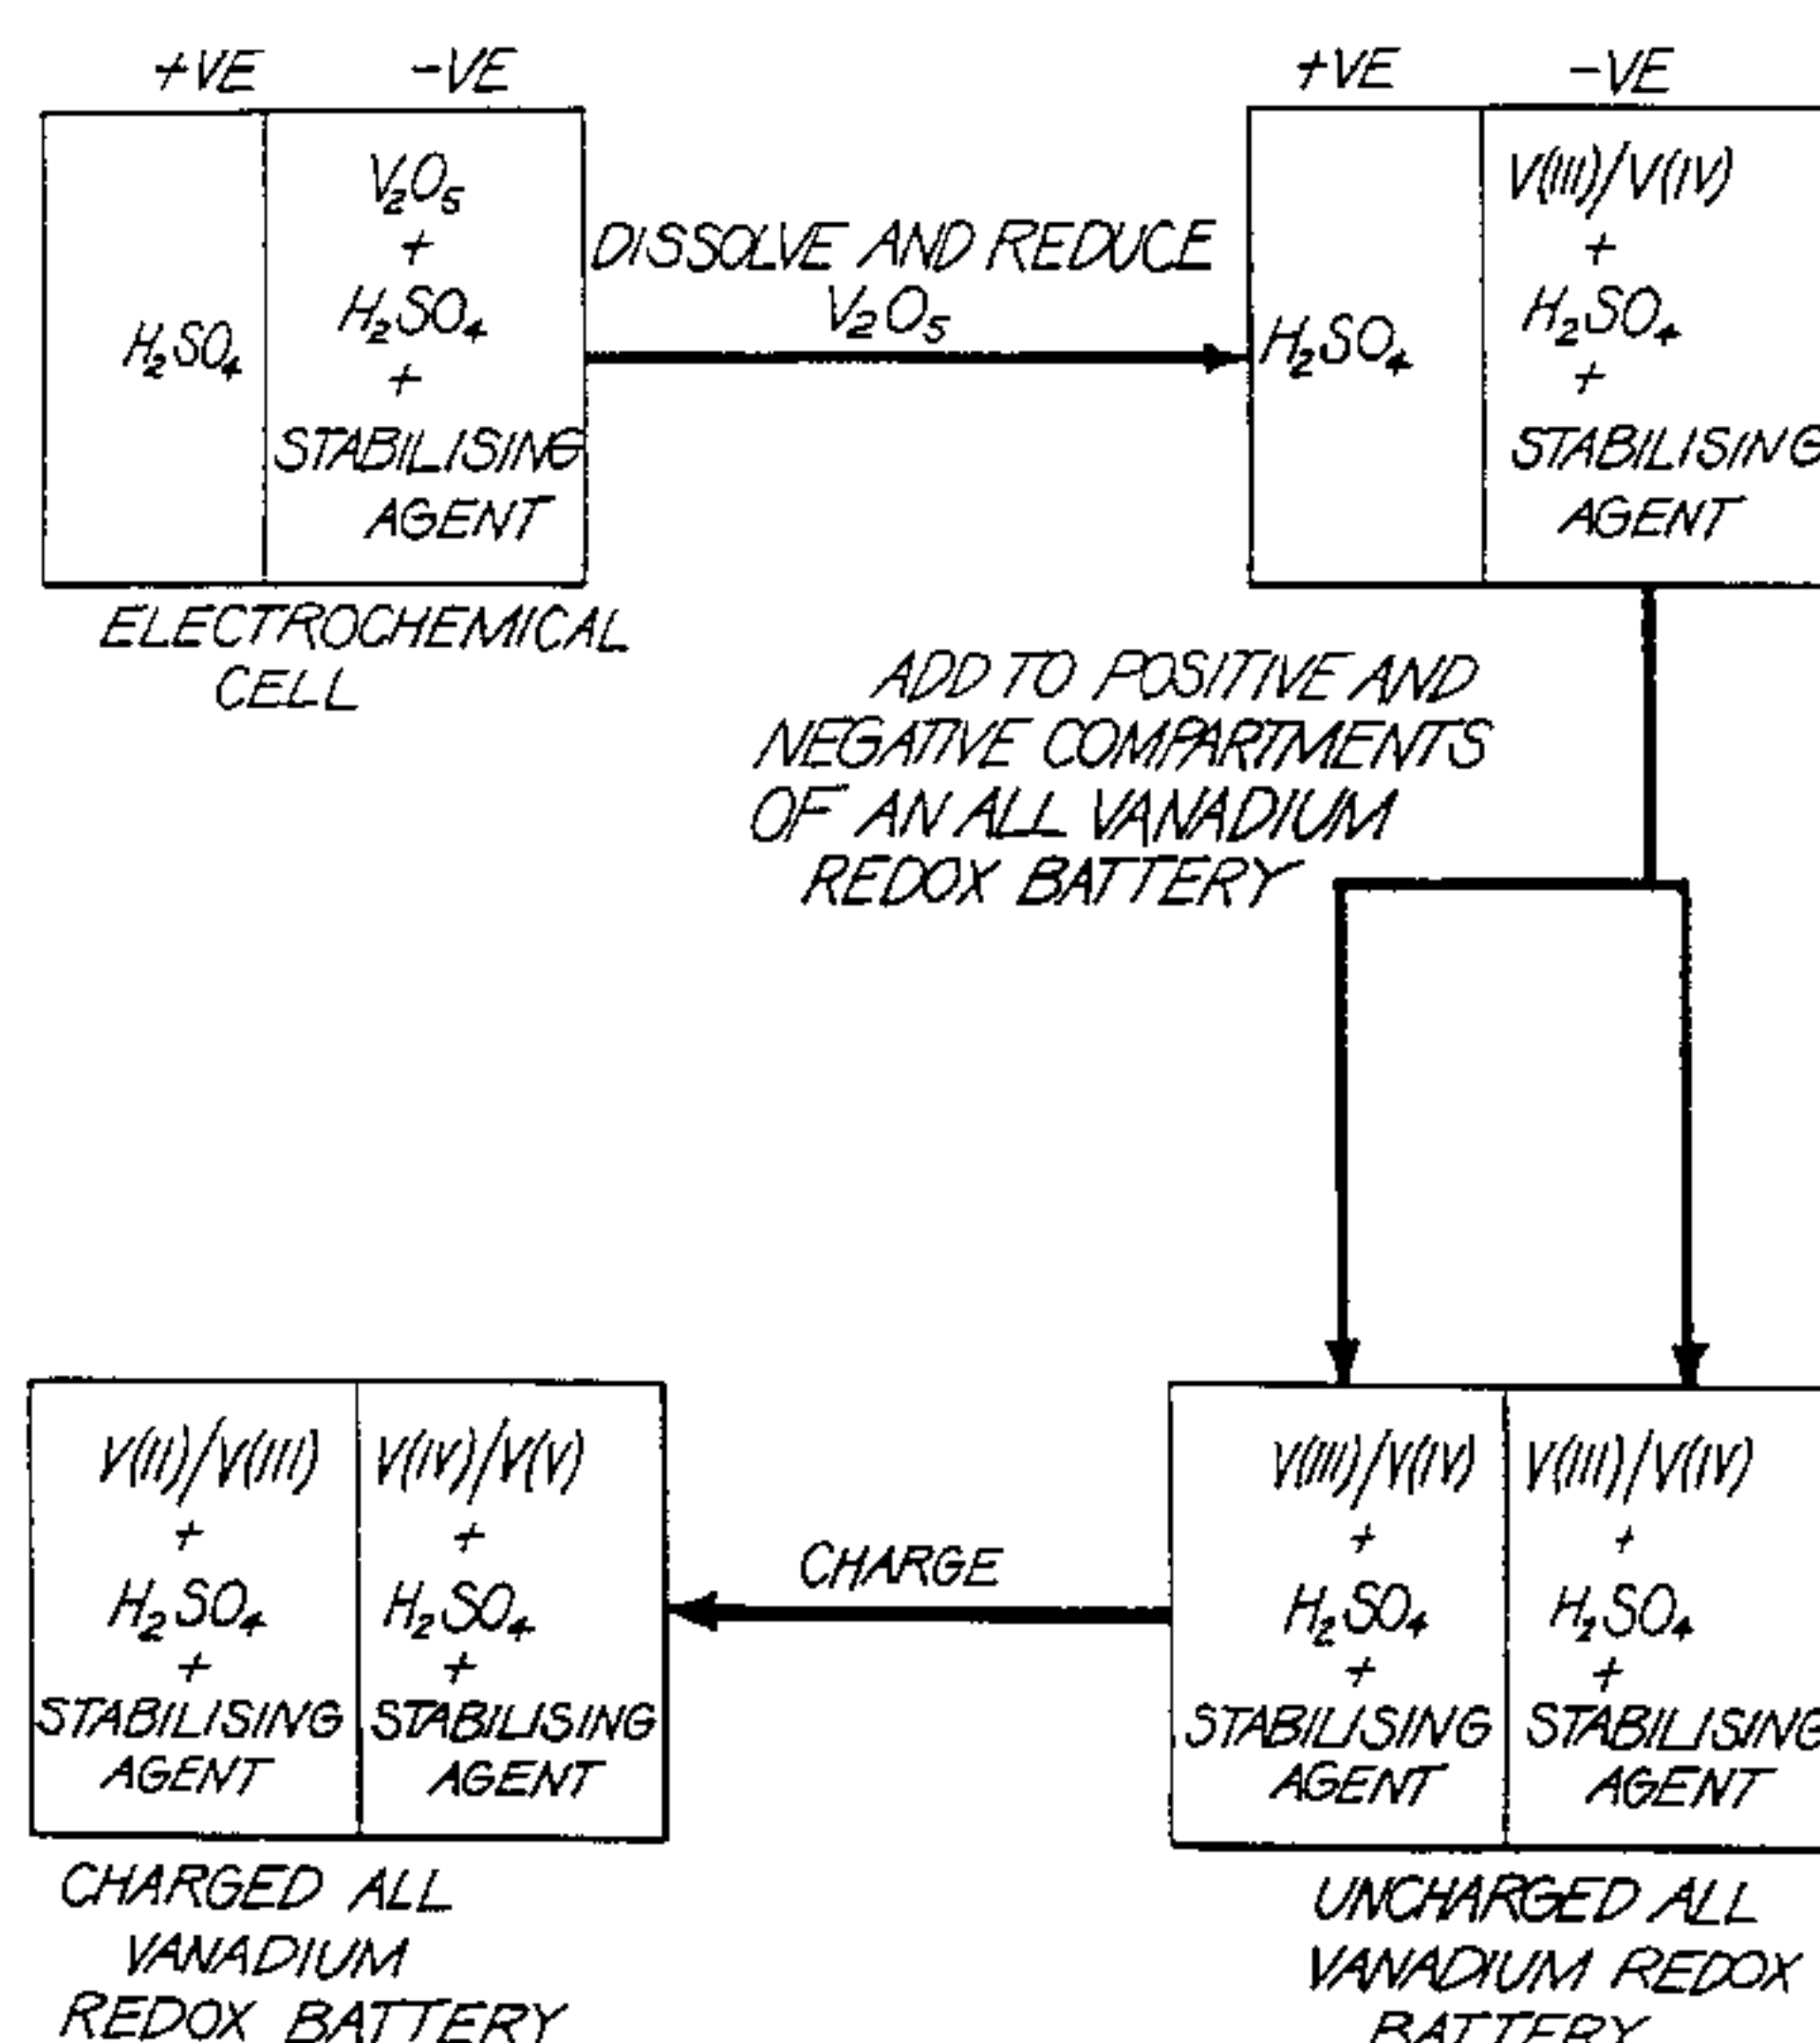 +VE -VE
H₂SO₄
V₂O₅
+
H₂SO₄
+
STABILISING
AGENT
ELECTROCHEMICAL
CELL
DISSOLVE AND REDUCE
V₂O₅
+VE -VE
H₂SO₄
V(III)/V(IV)
+
H₂SO₄
+
STABILISING
AGENT
ADD TO POSITIVE AND
NEGATIVE COMPARTMENTS
OF AN ALL VANADIUM
REDOX BATTERY
V(III)/V(IV)
+
H₂SO₄
+
STABILISING
AGENT
V(III)/V(IV)
+
H₂SO₄
+
STABILISING
AGENT
UNCHARGED ALL
VANADIUM REDOX
BATTERY
CHARGE
V(II)/V(III)
+
H₂SO₄
+
STABILISING
AGENT
V(IV)/V(V)
+
H₂SO₄
+
STABILISING
AGENT
CHARGED ALL
VANADIUM
REDOX BATTERY